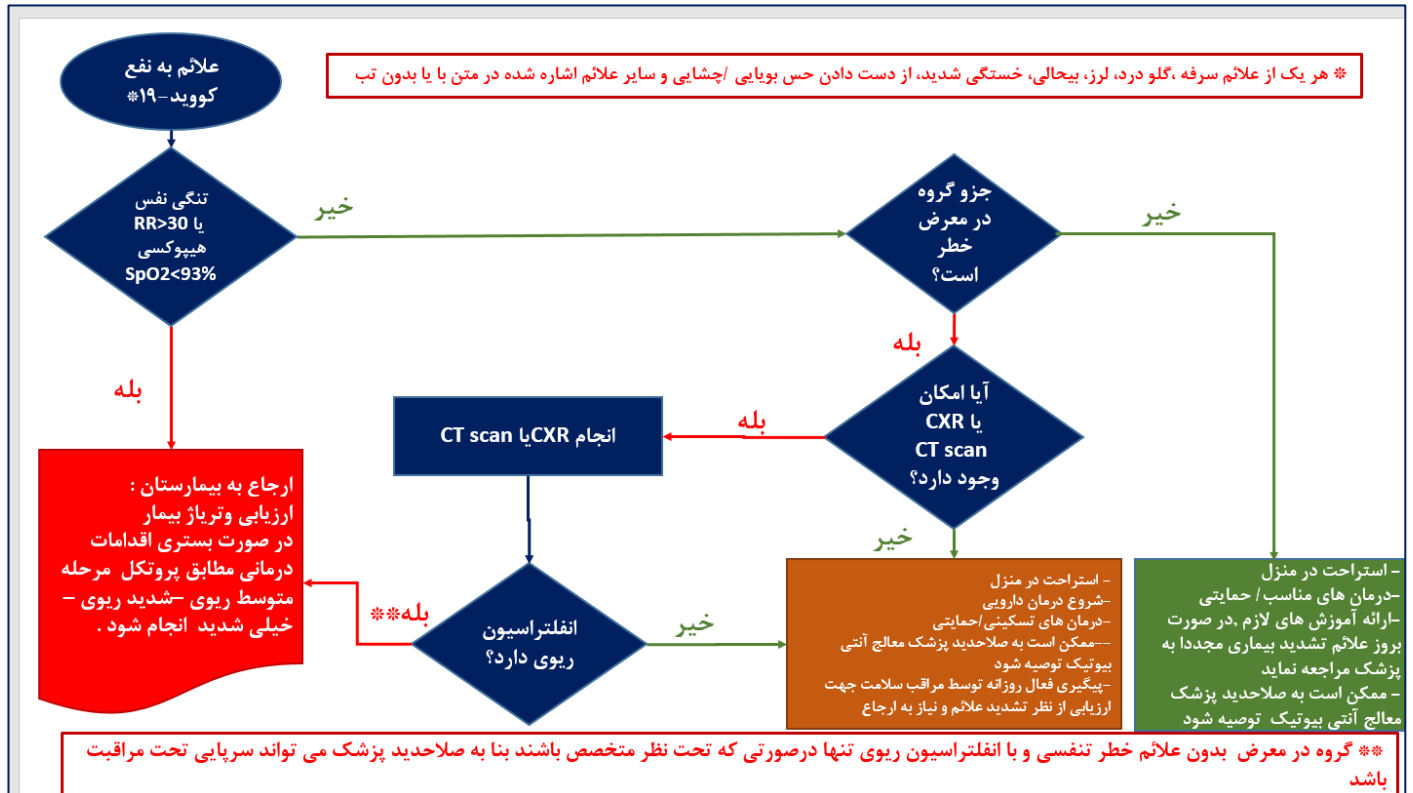 علائم به نفع
کووید-۱۹*
* هر یک از علائم سرفه ،گلو درد، لرز، بیحالی، خستگی شدید، از دست دادن حس بویایی /چشایی و سایر علائم اشاره شده در متن با یا بدون تب
تنگی نفس
یا RR>30
هیپوکسی
SpO2<93%
خیر
جزو گروه
در معرض
خطر
است؟
خیر
بله
بله
آیا امکان
CXR یا
CT scan
وجود دارد؟
بله
انجام CXRیا CT scan
خیر
ارجاع به بیمارستان :
ارزیابی وتریاژ بیمار
در صورت بستری اقدامات
درمانی مطابق پروتکل مرحله
متوسط ریوی –شدید ریوی –
خیلی شدید انجام شود .
بله**
انفلتراسیون
ریوی دارد؟
خیر
- استراحت در منزل
-شروع درمان دارویی
-درمان های تسکینی/حمایتی
--ممکن است به صلاحدید پزشک معالج آنتی
بیوتیک توصیه شود
-پیگیری فعال روزانه توسط مراقب سلامت جهت
ارزیابی از نظر تشدید علائم و نیاز به ارجاع
- استراحت در منزل
-درمان های مناسب/ حمایتی
-ارائه آموزش های لازم ,در صورت
بروز علائم تشدید بیماری مجددا به
پزشک مراجعه نماید
- ممکن است به صلاحدید پزشک
معالج آنتی بیوتیک توصیه شود
** گروه در معرض بدون علائم خطر تنفسی و با انفلتراسیون ریوی تنها درصورتی که تحت نظر متخصص باشند بنا به صلاحدید پزشک می تواند سرپایی تحت مراقبت
باشد